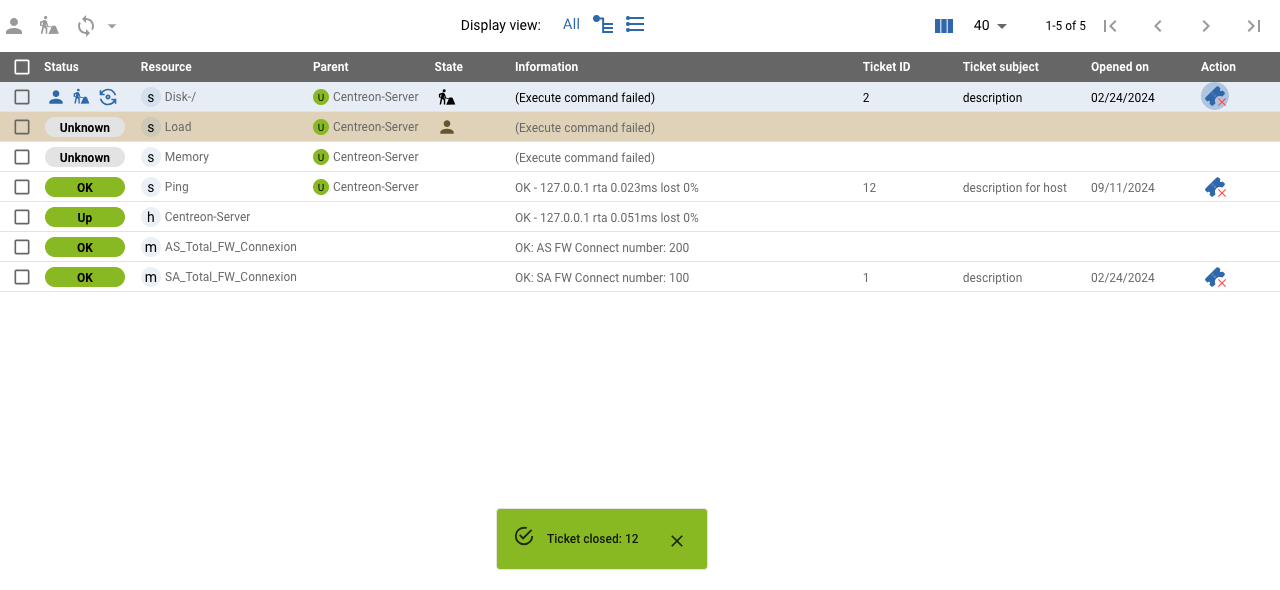 Display view: All 40 1-5 of 5
Status Resource Parent State Information Ticket ID Ticket subject Opened on Action
s Disk-/ U Centreon-Server (Execute command failed) 2 description 02/24/2024
Unknown s Load U Centreon-Server (Execute command failed)
Unknown s Memory U Centreon-Server (Execute command failed)
OK s Ping U Centreon-Server OK - 127.0.0.1 rta 0.023ms lost 0% 12 description for host 09/11/2024
Up h Centreon-Server OK - 127.0.0.1 rta 0.051ms lost 0%
OK m AS_Total_FW_Connexion OK: AS FW Connect number: 200
OK m SA_Total_FW_Connexion OK: SA FW Connect number: 100 1 description 02/24/2024
Ticket closed: 12